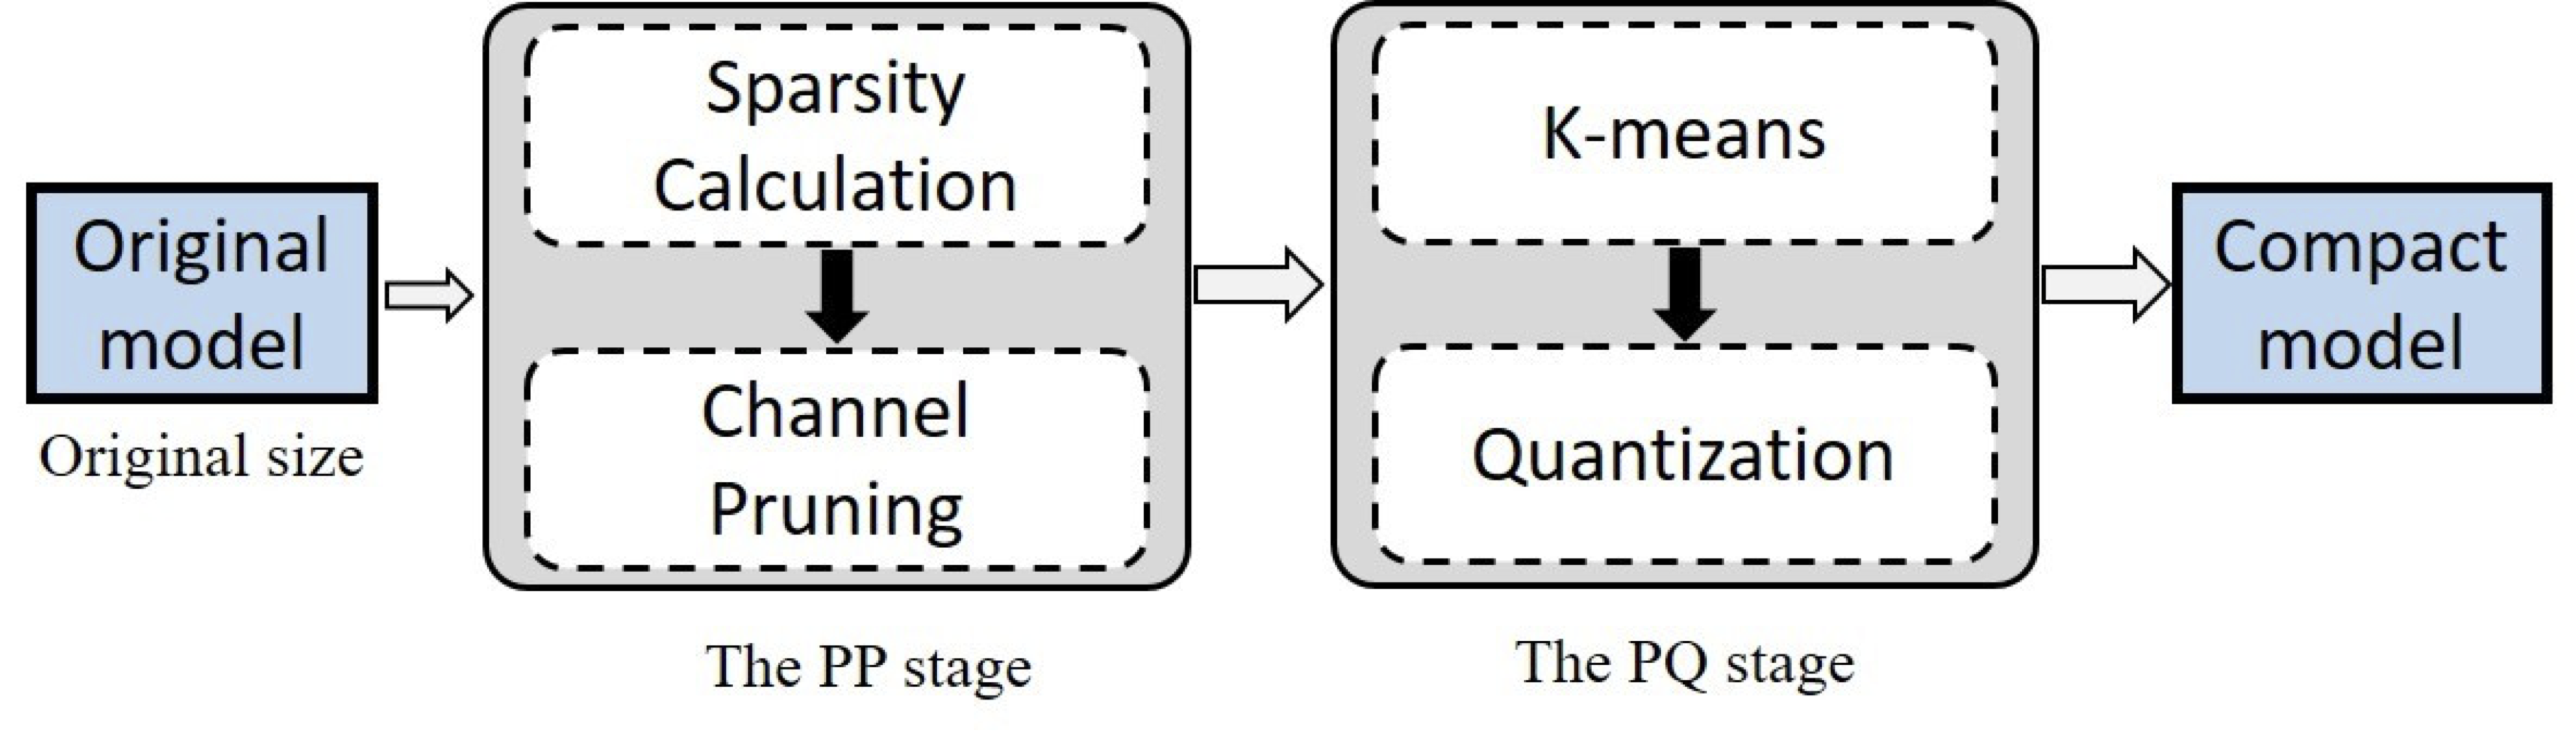 Original
model
Original size
Sparsity
Calculation
Channel
Pruning
The PP stage
K-means
Quantization
The PQ stage
Compact
model